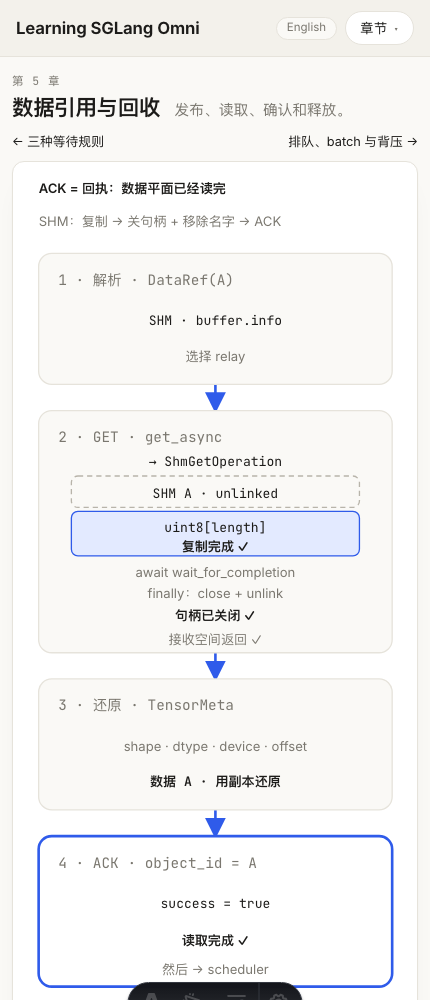 Learning SGLang Omni
English
章节
第 5 章
数据引用与回收 发布、读取、确认和释放。
← 三种等待规则
排队、batch 与背压 →
ACK = 回执：数据平面已经读完
SHM：复制 → 关句柄 + 移除名字 → ACK
1 · 解析 · DataRef(A)
SHM · buffer.info
选择 relay
2 · GET · get_async
→ ShmGetOperation
SHM A · unlinked
uint8[length]
复制完成 ✓
await wait_for_completion
finally：close + unlink
句柄已关闭 ✓
接收空间返回 ✓
3 · 还原 · TensorMeta
shape · dtype · device · offset
数据 A · 用副本还原
4 · ACK · object_id = A
success = true
读取完成 ✓
然后 → scheduler